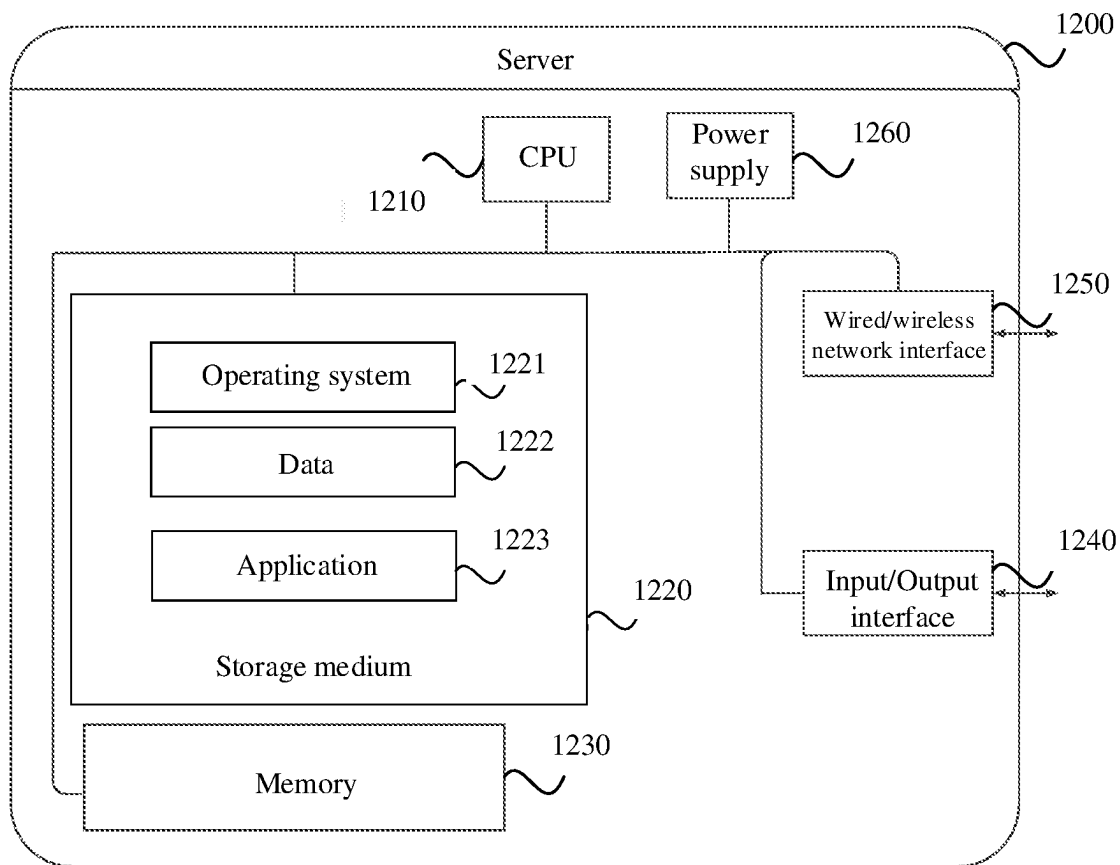 1200
Server
CPU
1210
Power
supply
1260
1250
Wired/wireless
network interface
Operating system
1221
Data
1222
Application
1223
1220
Storage medium
1240
Input/Output
interface
1230
Memory